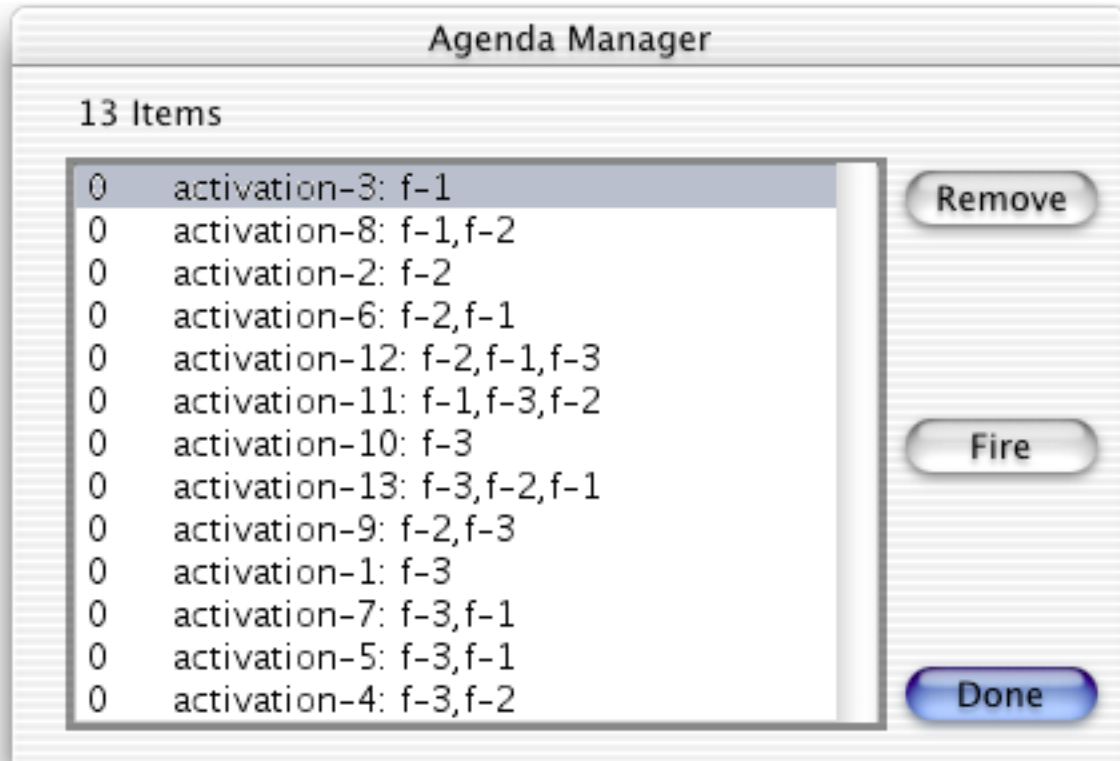 Agenda Manager
13 Items
0 activation-3: f-1
0 activation-8: f-1,f-2
0 activation-2: f-2
0 activation-6: f-2,f-1
0 activation-12: f-2,f-1,f-3
0 activation-11: f-1,f-3,f-2
0 activation-10: f-3
0 activation-13: f-3,f-2,f-1
0 activation-9: f-2,f-3
0 activation-1: f-3
0 activation-7: f-3,f-1
0 activation-5: f-3,f-1
0 activation-4: f-3,f-2
Remove
Fire
Done